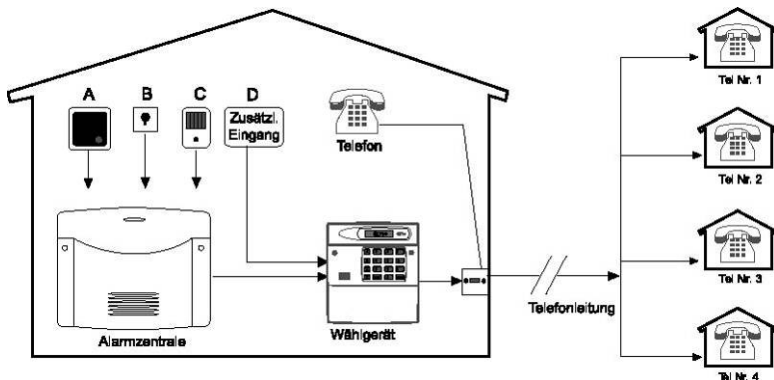 A B C D
Zusätzl.
Eingang
Telefon
Alarmzentrale
Wählgerät
Telefonleitung
Tel Nr. 1
Tel Nr. 2
Tel Nr. 3
Tel Nr. 4